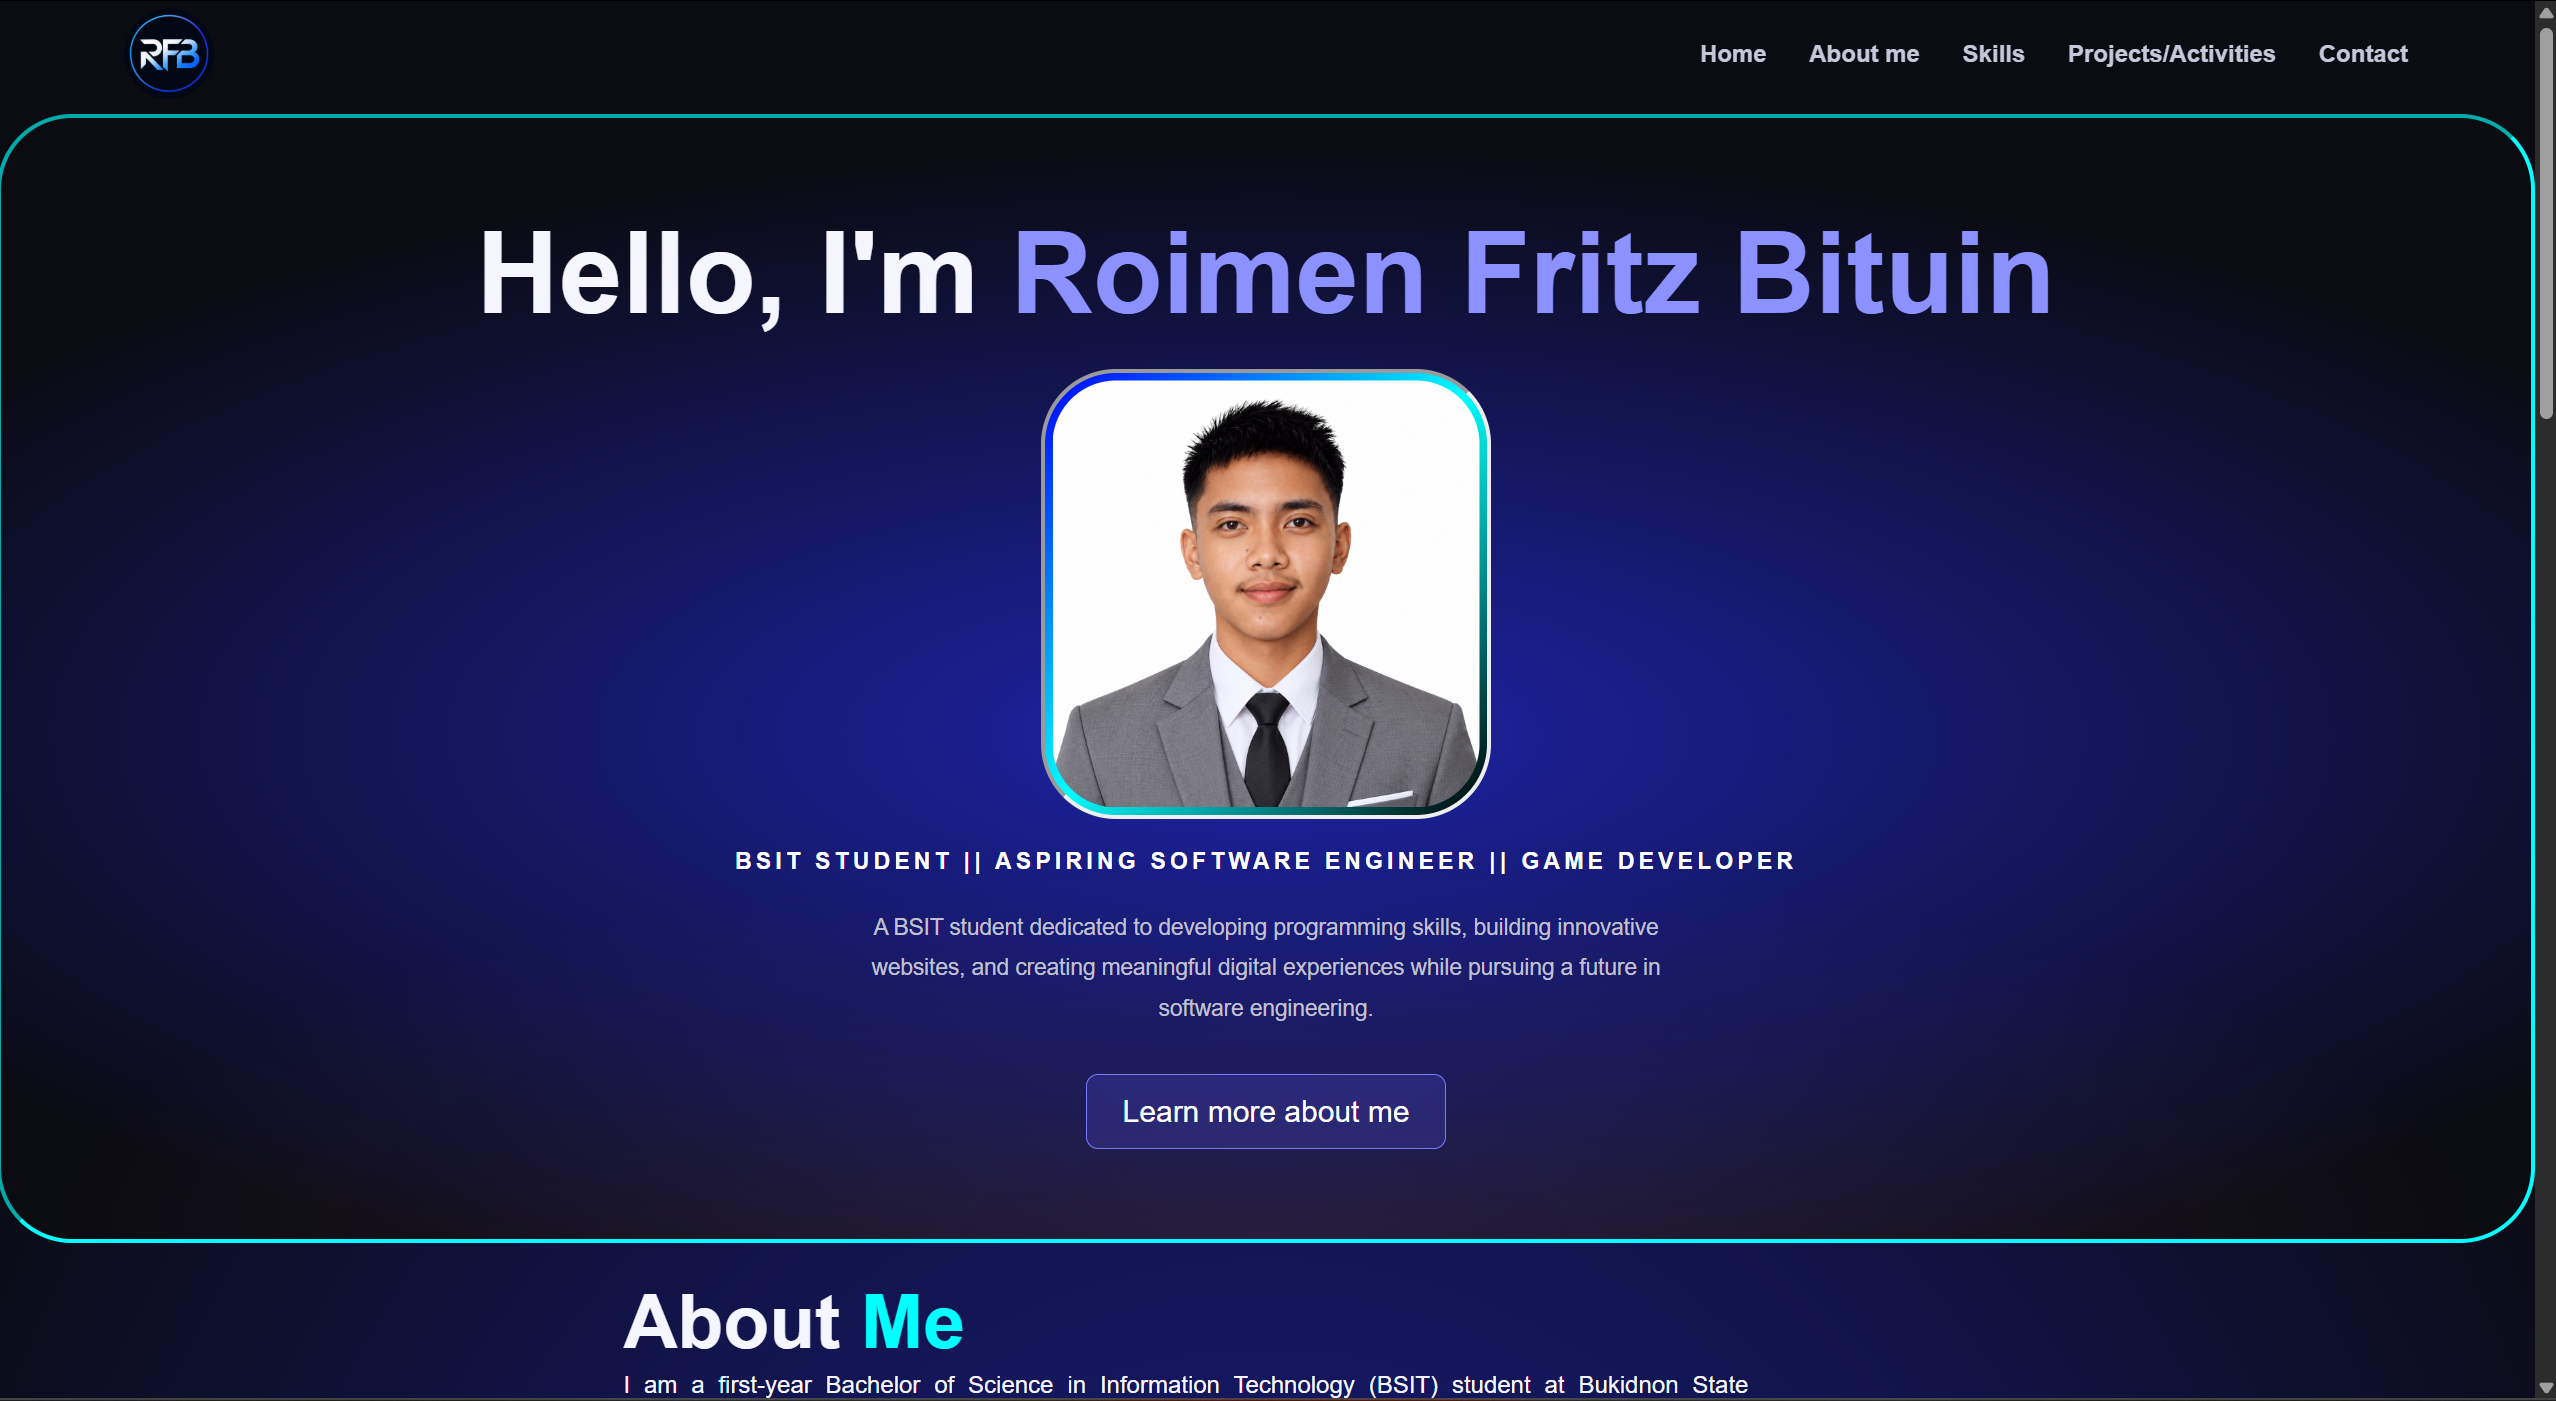 RFB
Home About me Skills Projects/Activities Contact
Hello, I'm Roimen Fritz Bituin
BSIT STUDENT || ASPIRING SOFTWARE ENGINEER || GAME DEVELOPER
A BSIT student dedicated to developing programming skills, building innovative
websites, and creating meaningful digital experiences while pursuing a future in
software engineering.
Learn more about me
About Me
I am a first-year Bachelor of Science in Information Technology (BSIT) student at Bukidnon State